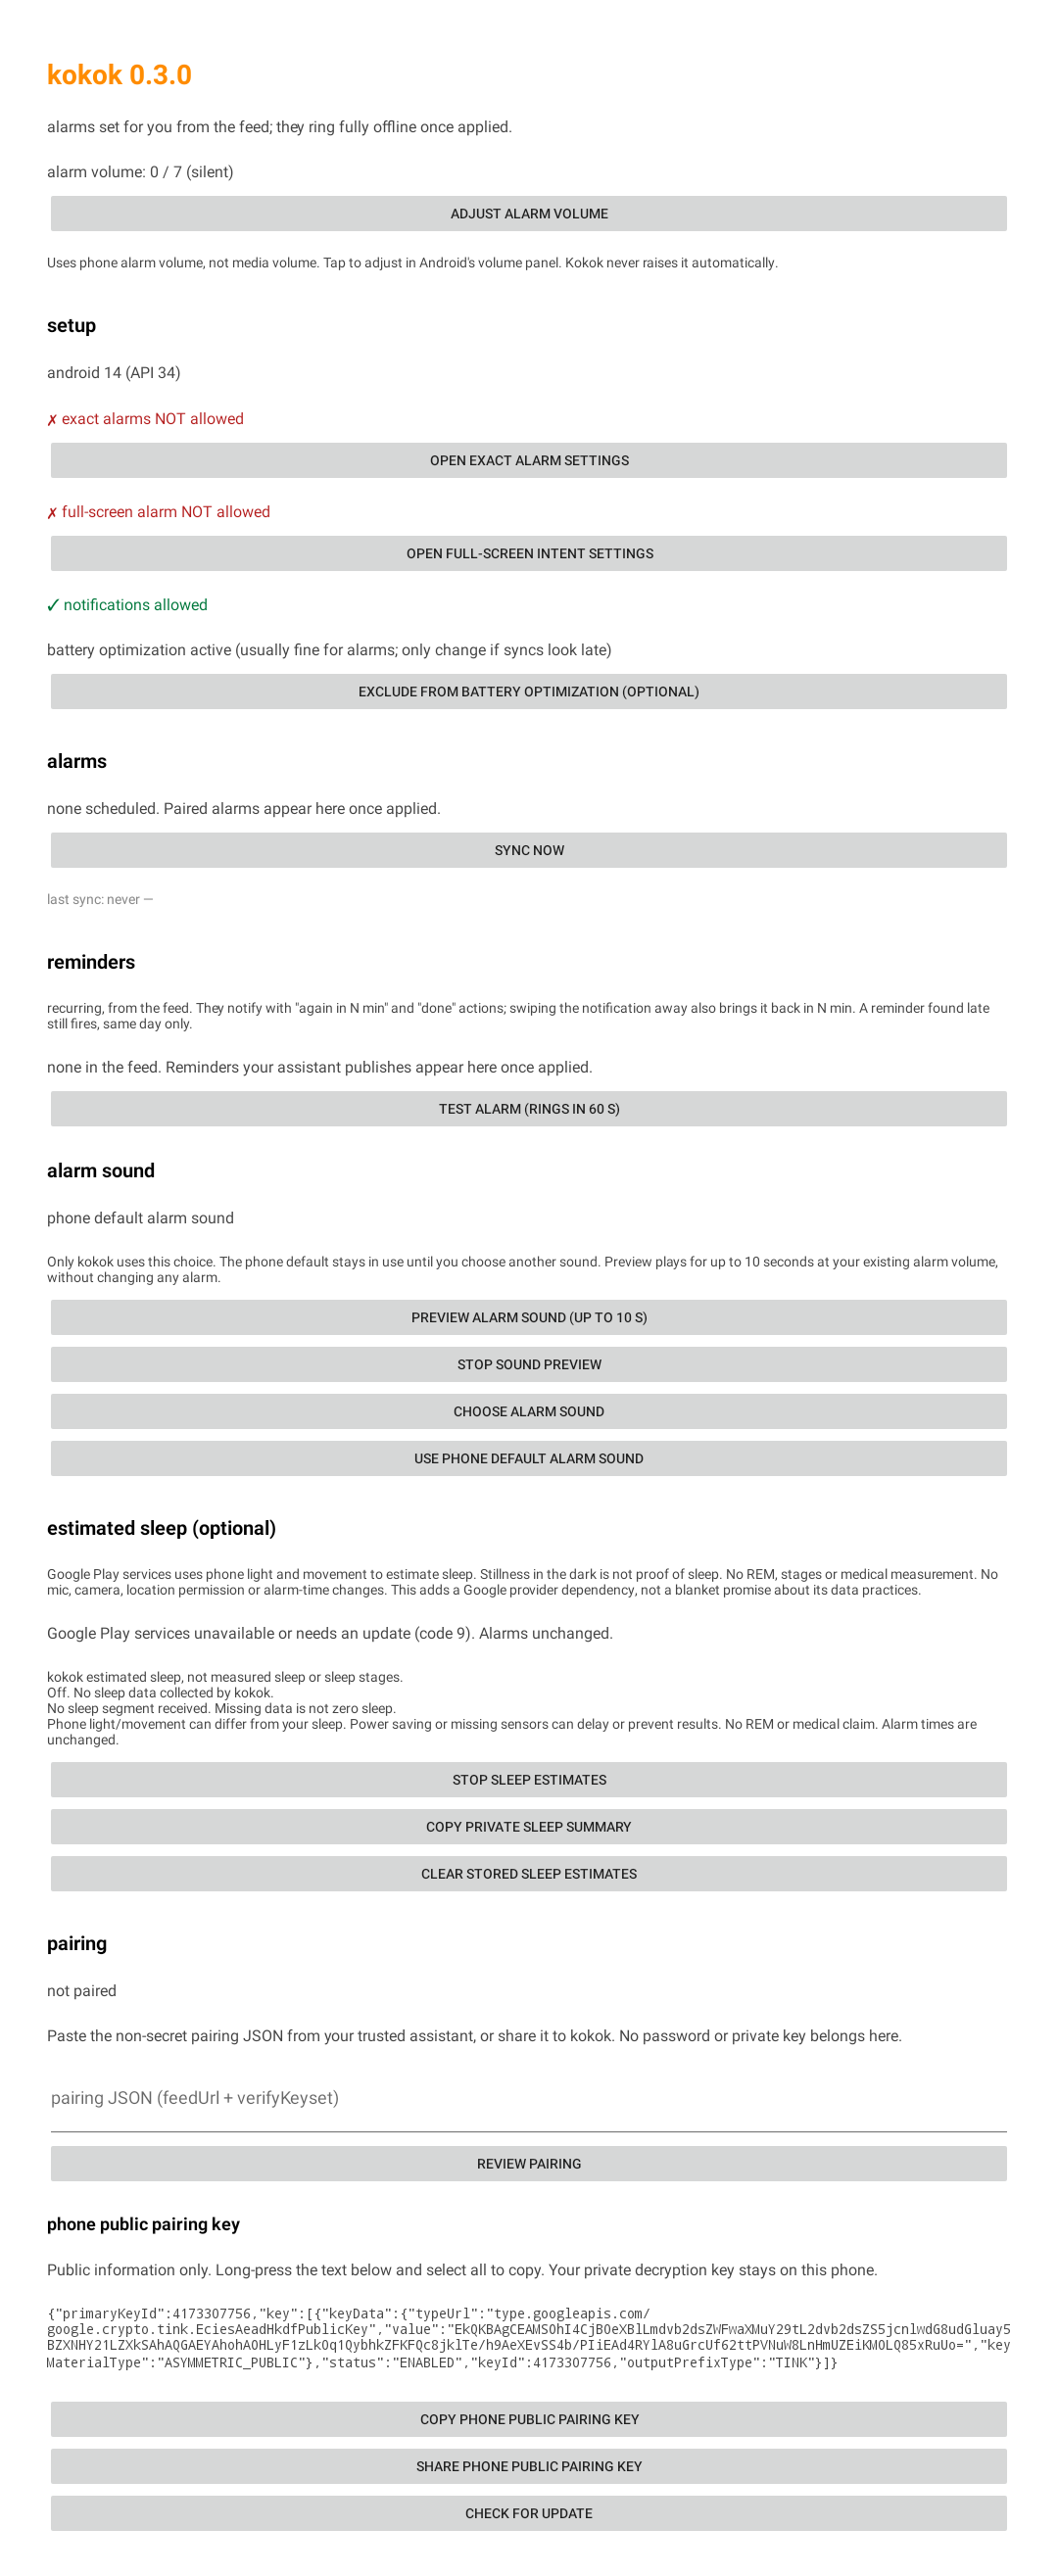 kokok 0.3.0
alarms set for you from the feed; they ring fully offline once applied.
alarm volume: 0 / 7 (silent)
ADJUST ALARM VOLUME
Uses phone alarm volume, not media volume. Tap to adjust in Android's volume panel. Kokok never raises it automatically.
setup
android 14 (API 34)
✗ exact alarms NOT allowed
OPEN EXACT ALARM SETTINGS
✗ full-screen alarm NOT allowed
OPEN FULL-SCREEN INTENT SETTINGS
✓ notifications allowed
battery optimization active (usually fine for alarms; only change if syncs look late)
EXCLUDE FROM BATTERY OPTIMIZATION (OPTIONAL)
alarms
none scheduled. Paired alarms appear here once applied.
SYNC NOW
last sync: never —
reminders
recurring, from the feed. They notify with "again in N min" and "done" actions; swiping the notification away also brings it back in N min. A reminder found late
still fires, same day only.
none in the feed. Reminders your assistant publishes appear here once applied.
TEST ALARM (RINGS IN 60 S)
alarm sound
phone default alarm sound
Only kokok uses this choice. The phone default stays in use until you choose another sound. Preview plays for up to 10 seconds at your existing alarm volume,
without changing any alarm.
PREVIEW ALARM SOUND (UP TO 10 S)
STOP SOUND PREVIEW
CHOOSE ALARM SOUND
USE PHONE DEFAULT ALARM SOUND
estimated sleep (optional)
Google Play services uses phone light and movement to estimate sleep. Stillness in the dark is not proof of sleep. No REM, stages or medical measurement. No
mic, camera, location permission or alarm-time changes. This adds a Google provider dependency, not a blanket promise about its data practices.
Google Play services unavailable or needs an update (code 9). Alarms unchanged.
kokok estimated sleep, not measured sleep or sleep stages.
Off. No sleep data collected by kokok.
No sleep segment received. Missing data is not zero sleep.
Phone light/movement can differ from your sleep. Power saving or missing sensors can delay or prevent results. No REM or medical claim. Alarm times are
unchanged.
STOP SLEEP ESTIMATES
COPY PRIVATE SLEEP SUMMARY
CLEAR STORED SLEEP ESTIMATES
pairing
not paired
Paste the non-secret pairing JSON from your trusted assistant, or share it to kokok. No password or private key belongs here.
pairing JSON (feedUrl + verifyKeyset)
REVIEW PAIRING
phone public pairing key
Public information only. Long-press the text below and select all to copy. Your private decryption key stays on this phone.
{"primaryKeyId":4173307756,"key":[{"keyData":{"typeUrl":"type.googleapis.com/
google.crypto.tink.EciesAeadHkdfPublicKey","value":"EkQKBAgCEAMSOhI4CjB0eXBlLmdvb2dsZWFwaXMuY29tL2dvb2dsZS5jcnlwdG8udGluay5
BZXNHY21LZXkSAhAQGAEYAhohAOHLyF1zLkOq1QybhkZFKFQc8jklTe/h9AeXEvSS4b/PIiEAd4RYlA8uGrcUf62ttPVNuW8LnHmUZEiKMOLQ85xRuUo=","key
MaterialType":"ASYMMETRIC_PUBLIC"},"status":"ENABLED","keyId":4173307756,"outputPrefixType":"TINK"}]}
COPY PHONE PUBLIC PAIRING KEY
SHARE PHONE PUBLIC PAIRING KEY
CHECK FOR UPDATE